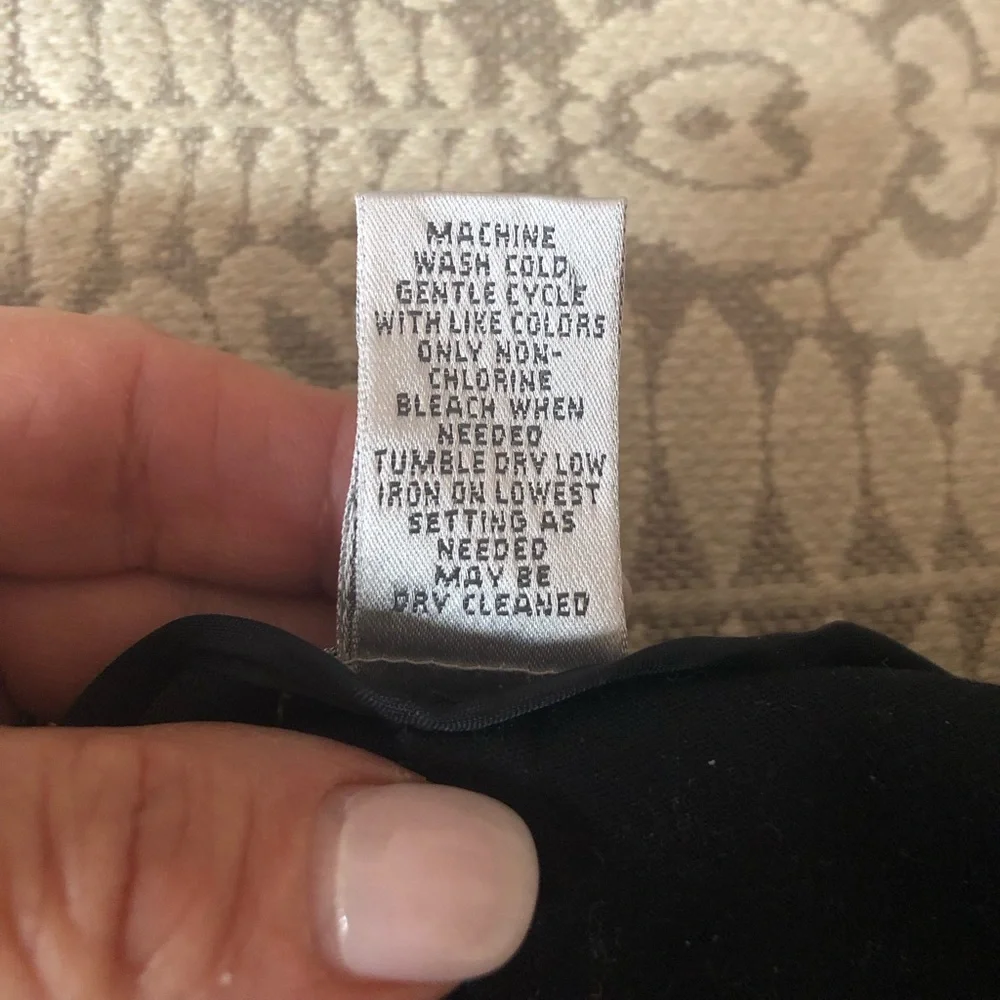 MACHINE
WASH COLD
GENTLE CYCLE
WITH LIKE COLORS
ONLY NON-
CHLORINE
BLEACH WHEN
NEEDED
TUMBLE DRY LOW
IRON ON LOWEST
SETTING AS
NEEDED
MAY BE
DRY CLEANED